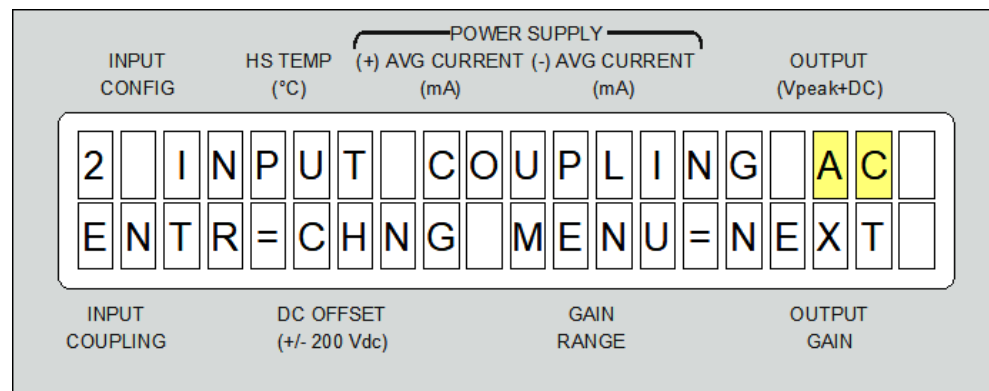 POWER SUPPLY
INPUT CONFIG HS TEMP (°C) (+) AVG CURRENT (mA) (-) AVG CURRENT (mA) OUTPUT (Vpeak+DC)
2 INPUT COUPLING AC
ENTR=CHNG MENU=NEXT
INPUT COUPLING DC OFFSET (+/- 200 Vdc) GAIN RANGE OUTPUT GAIN